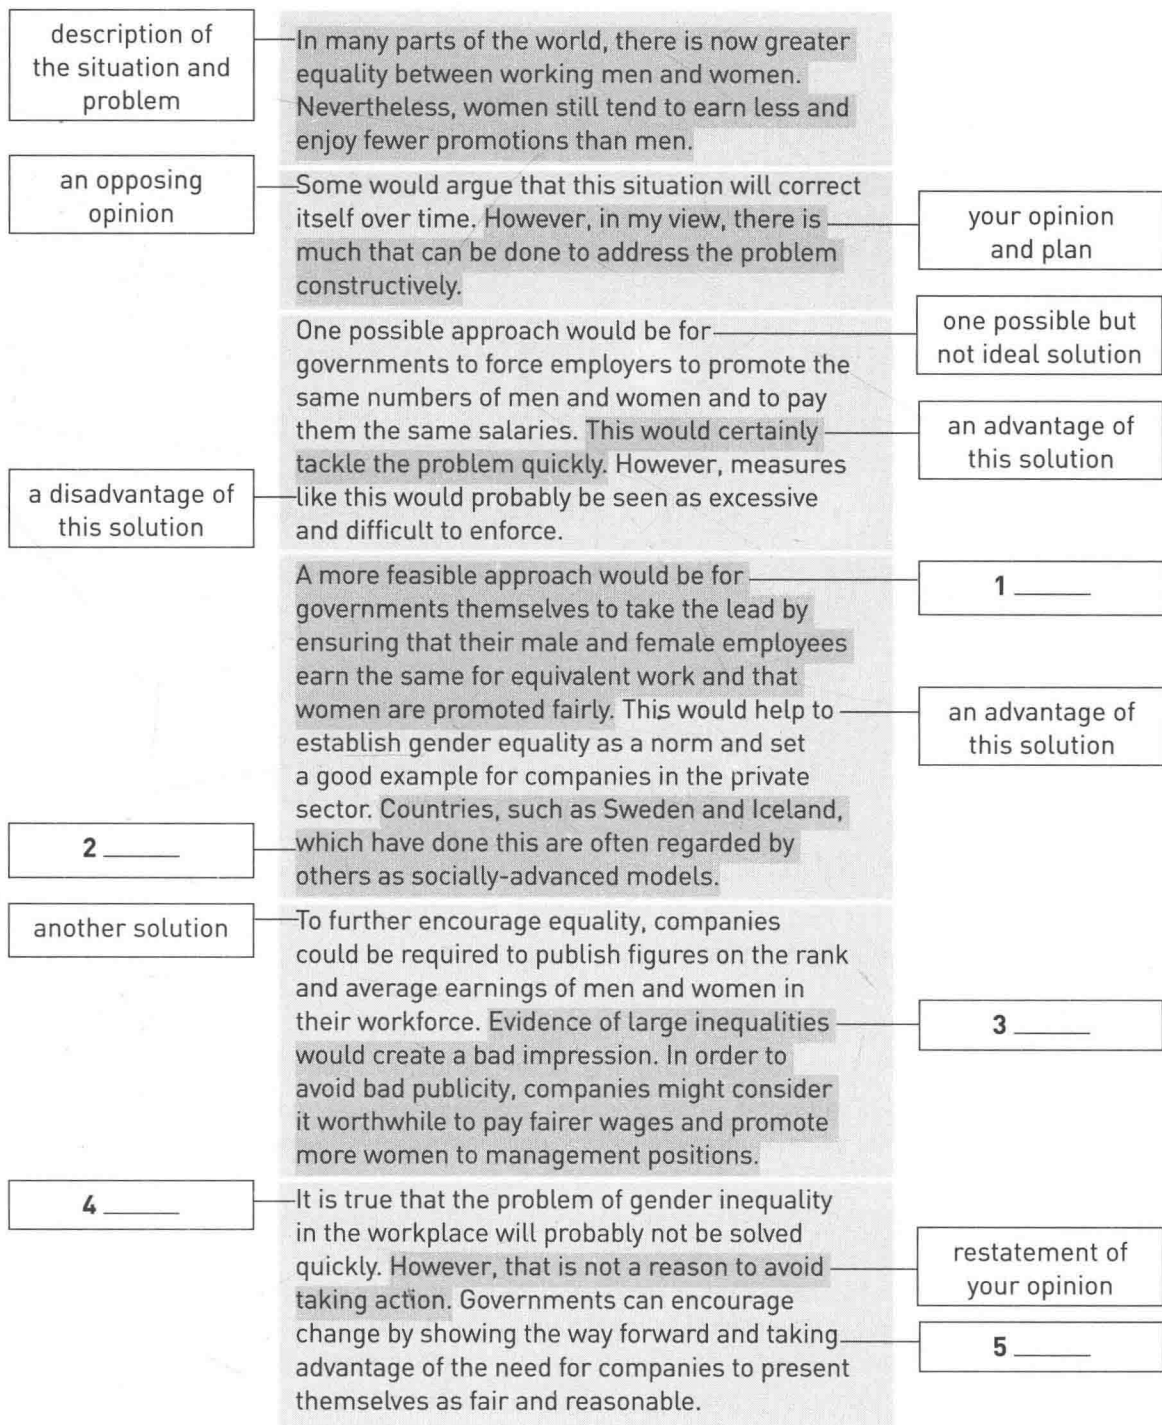 description of
the situation and
problem
In many parts of the world, there is now greater
equality between working men and women.
Nevertheless, women still tend to earn less and
enjoy fewer promotions than men.
an opposing
opinion
Some would argue that this situation will correct
itself over time. However, in my view, there is
much that can be done to address the problem
constructively.
your opinion
and plan
One possible approach would be for
governments to force employers to promote the
same numbers of men and women and to pay
them the same salaries. This would certainly
tackle the problem quickly. However, measures
like this would probably be seen as excessive
and difficult to enforce.
one possible but
not ideal solution
an advantage of
this solution
a disadvantage of
this solution
A more feasible approach would be for
governments themselves to take the lead by
ensuring that their male and female employees
earn the same for equivalent work and that
women are promoted fairly. This would help to
establish gender equality as a norm and set
a good example for companies in the private
sector. Countries, such as Sweden and Iceland,
which have done this are often regarded by
others as socially-advanced models.
1 ______
an advantage of
this solution
2 ______
another solution
To further encourage equality, companies
could be required to publish figures on the rank
and average earnings of men and women in
their workforce. Evidence of large inequalities
would create a bad impression. In order to
avoid bad publicity, companies might consider
it worthwhile to pay fairer wages and promote
more women to management positions.
3 ______
4 ______
It is true that the problem of gender inequality
in the workplace will probably not be solved
quickly. However, that is not a reason to avoid
taking action. Governments can encourage
change by showing the way forward and taking
advantage of the need for companies to present
themselves as fair and reasonable.
restatement of
your opinion
5 ______